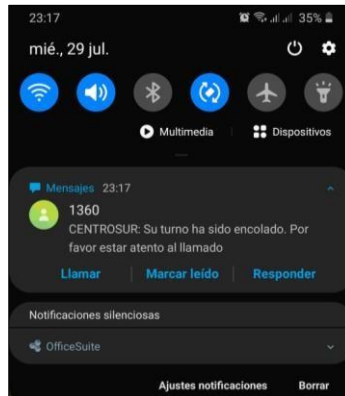 23:17 35%
mié., 29 jul.
Multimedia Dispositivos
Mensajes 23:17
1360
CENTROSUR: Su turno ha sido encolado. Por
favor estar atento al llamado
Llamar Marcar leído Responder
Notificaciones silenciosas
OfficeSuite
Ajustes notificaciones Borrar